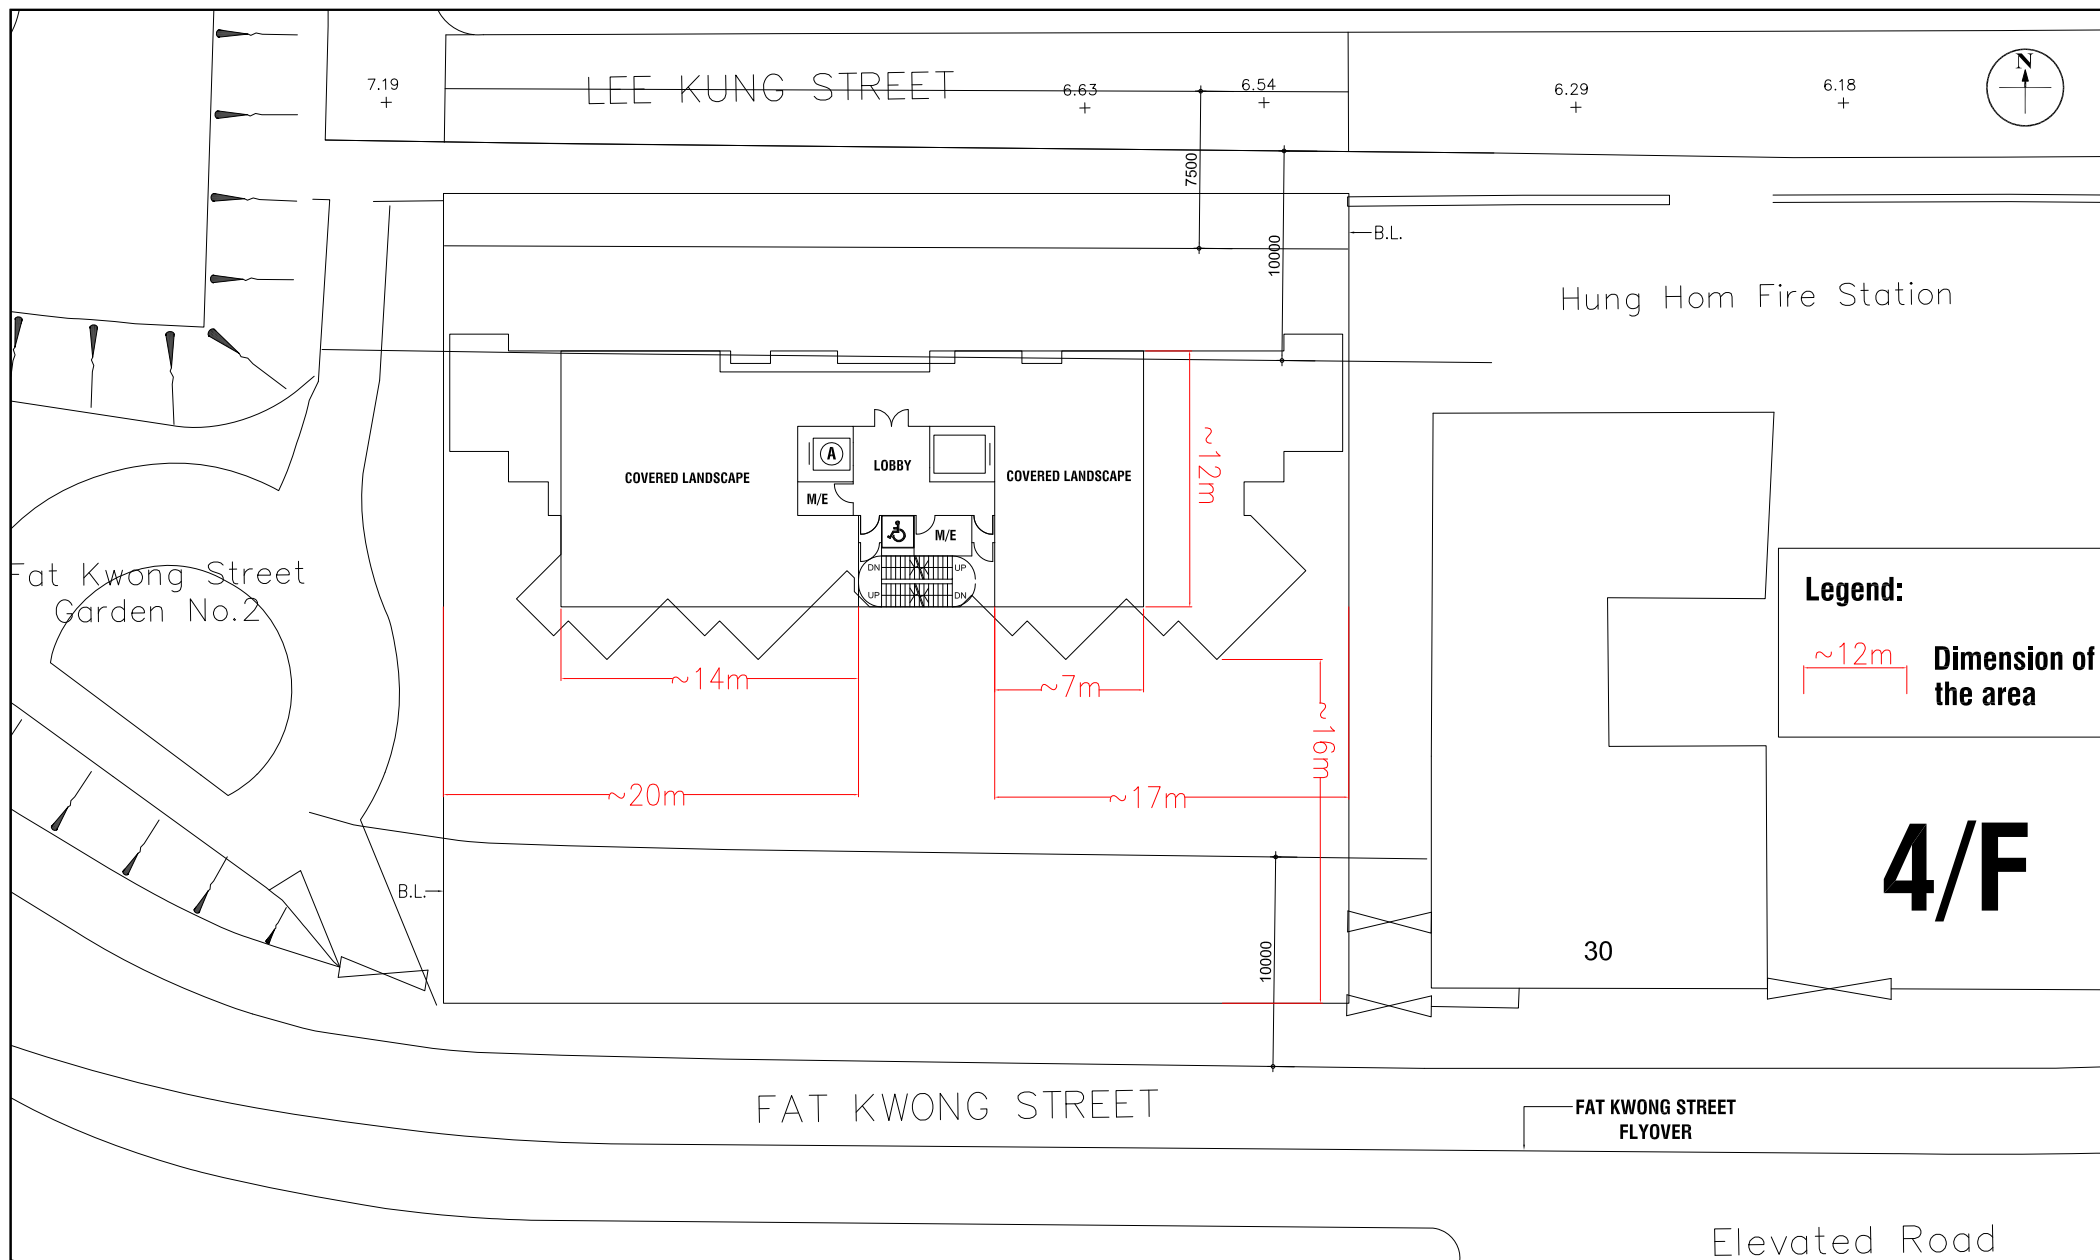 7.19
LEE KUNG STREET
6.63
6.54
6.29
6.18
N
7500
10000
B.L.
Hung Hom Fire Station
~12m
A
LOBBY
COVERED LANDSCAPE
COVERED LANDSCAPE
M/E
M/E
DN
UP
UP
DN
Fat Kwong Street
Garden No.2
Legend:
~12m
Dimension of
the area
~14m
~7m
~16m
~20m
~17m
4/F
B.L.
10000
30
FAT KWONG STREET
FAT KWONG STREET
FLYOVER
Elevated Road